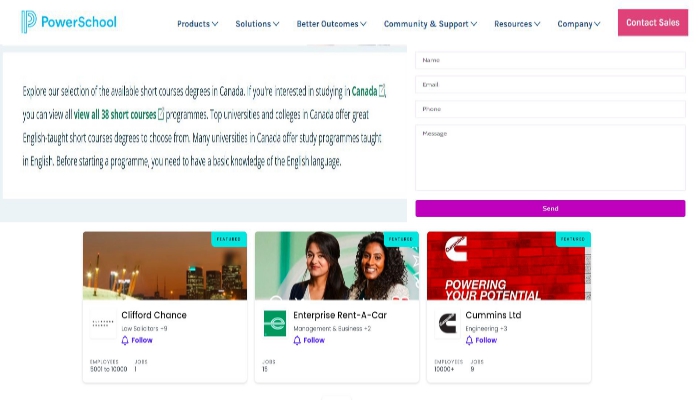 PowerSchool
Products
Solutions
Better Outcomes
Community & Support
Resources
Company
Contact Sales
Explore our selection of the available short courses degrees in Canada. If you're interested in studying in Canada,
you can view all view all 38 short courses programmes. Top universities and colleges in Canada offer great
English-taught short courses degrees to choose from. Many universities in Canada offer study programmes taught
in English. Before starting a programme, you need to have a basic knowledge of the English language.
Name
Email
Phone
Message
Send
FEATURED
Clifford Chance
Law Solicitors +9
Follow
EMPLOYEES JOBS
5001 to 10000 1
FEATURED
Enterprise Rent-A-Car
Management & Business +2
Follow
JOBS
16
FEATURED
POWERING
YOUR POTENTIAL
Cummins Ltd
Engineering +3
Follow
EMPLOYEES JOBS
10000+ 9